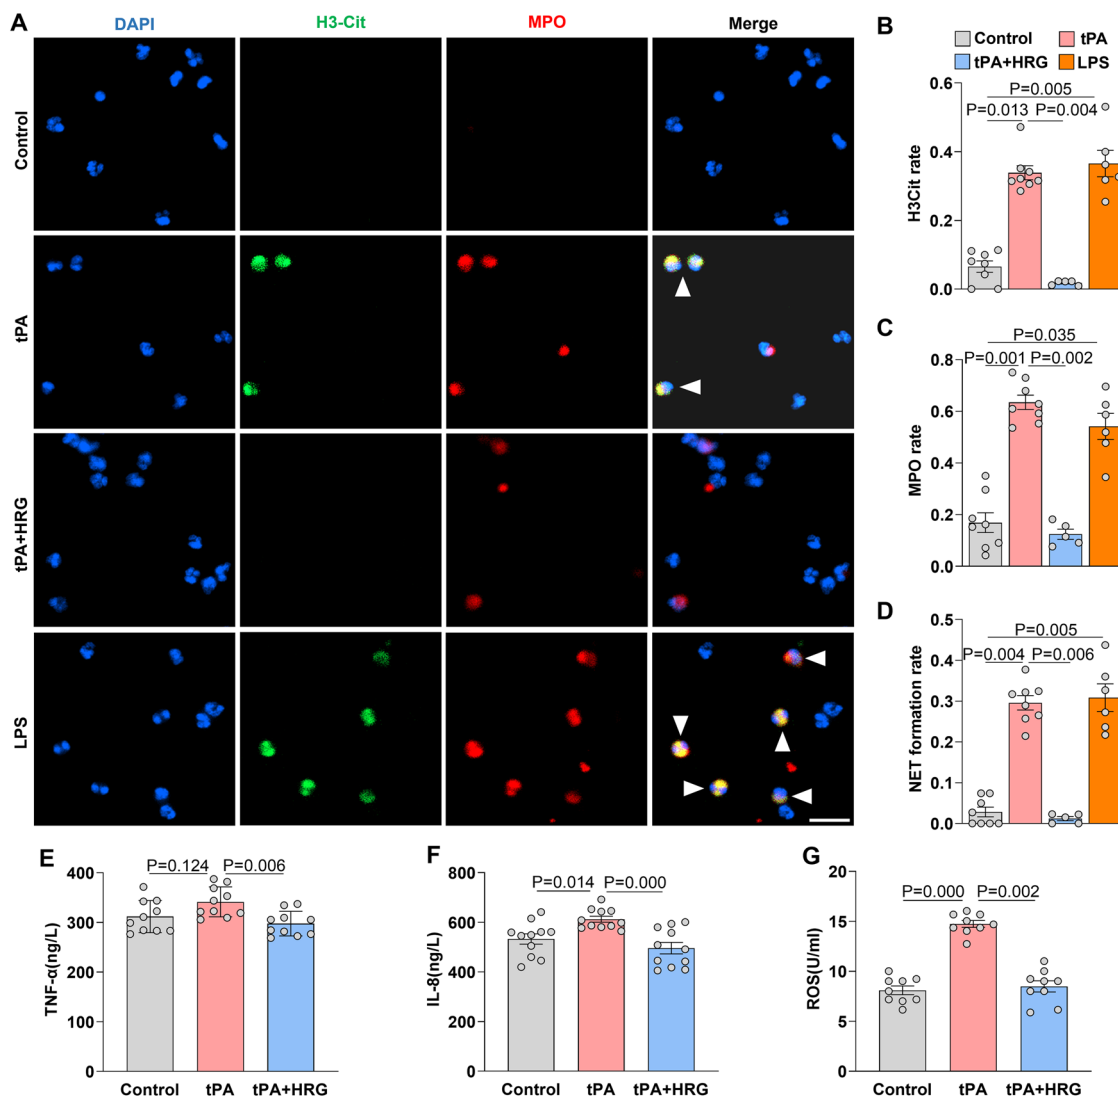 A
DAPI
H3-Cit
MPO
Merge
Control
tPA
tPA+HRG
LPS
B
Control
tPA
tPA+HRG
LPS
H3Cit rate
0.6
0.4
0.2
0.0
P=0.005
P=0.013
P=0.004
C
MPO rate
0.8
0.6
0.4
0.2
0.0
P=0.035
P=0.001
P=0.002
D
NET formation rate
0.5
0.4
0.3
0.2
0.1
0.0
P=0.005
P=0.004
P=0.006
E
TNF-α(ng/L)
400
300
200
100
0
P=0.124
P=0.006
Control
tPA
tPA+HRG
F
IL-8(ng/L)
800
600
400
200
0
P=0.014
P=0.000
Control
tPA
tPA+HRG
G
ROS(U/ml)
20
15
10
5
0
P=0.000
P=0.002
Control
tPA
tPA+HRG